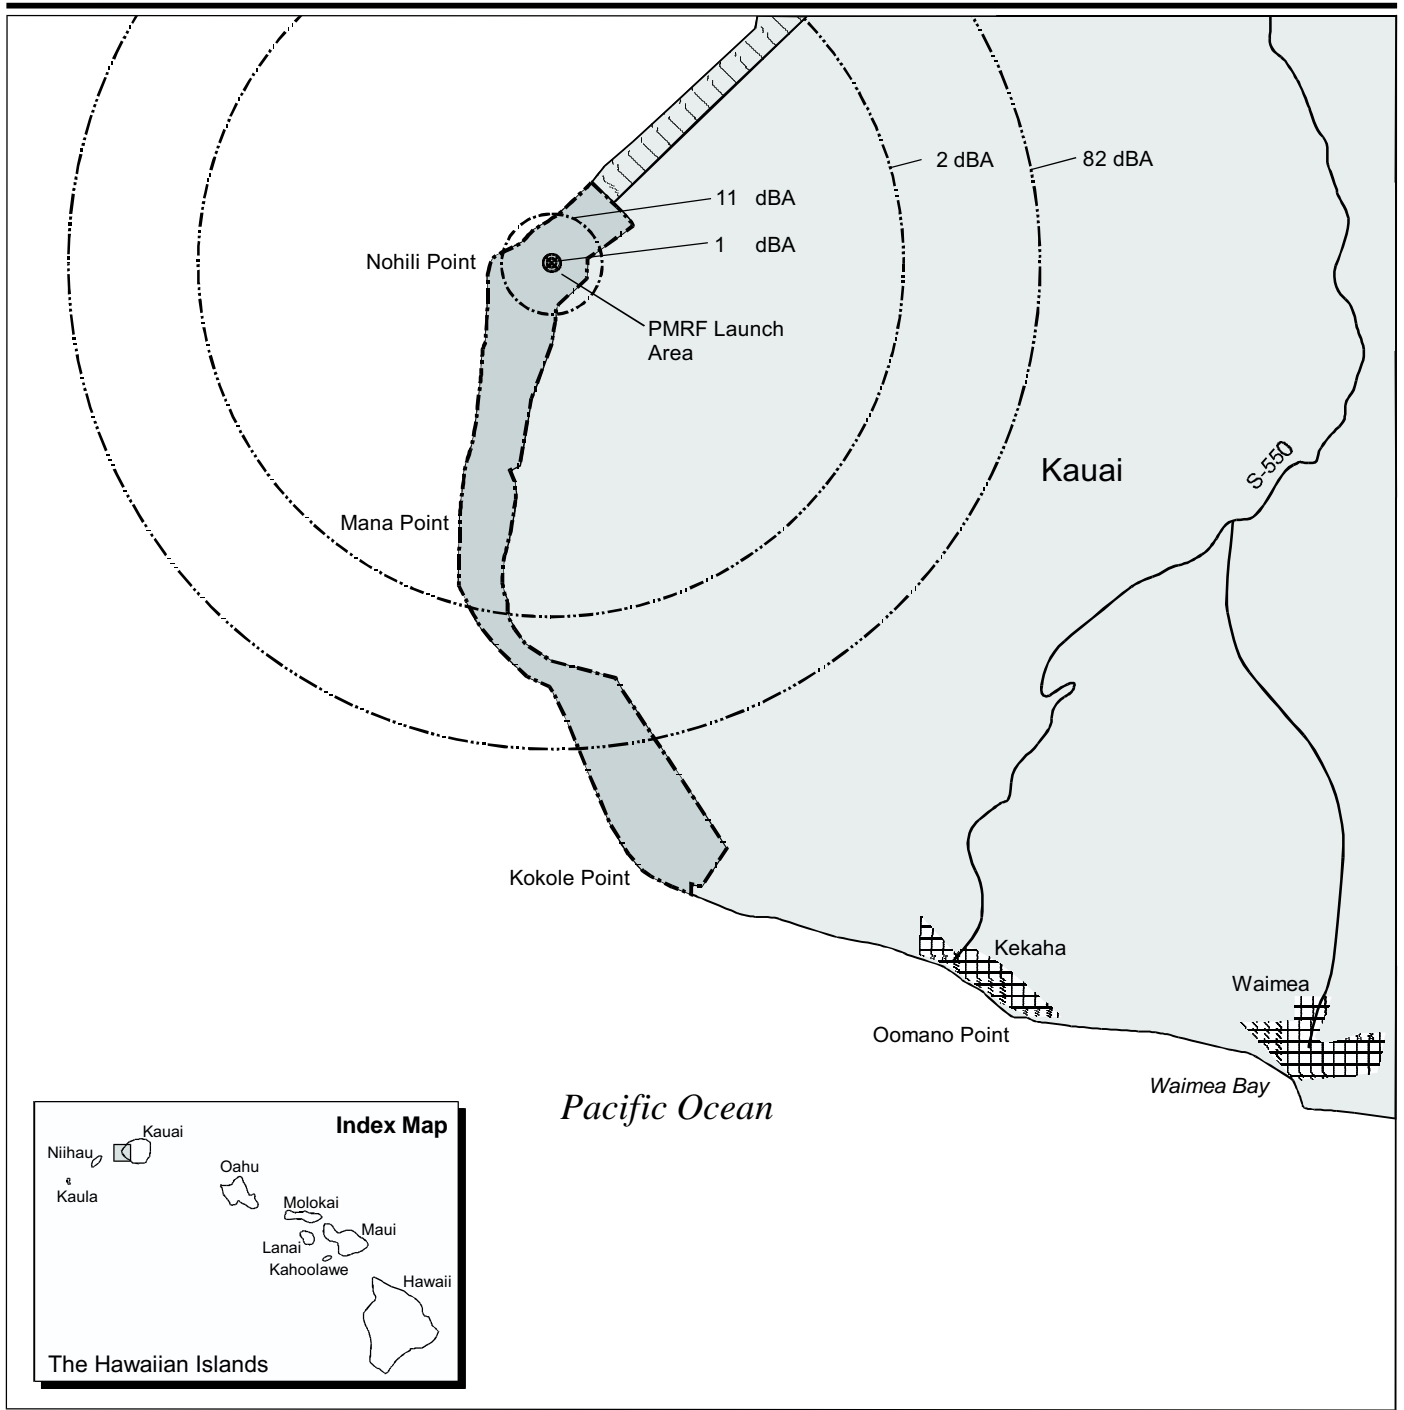 2 dBA
82 dBA
11 dBA
1 dBA
Nohili Point
PMRF Launch
Area
S-550
Kauai
Mana Point
Kokole Point
Kekaha
Waimea
Oomano Point
Waimea Bay
Pacific Ocean
Index Map
Kauai
Niihau
Kaula
Oahu
Molokai
Maui
Lanai
Kahoolawe
Hawaii
The Hawaiian Islands